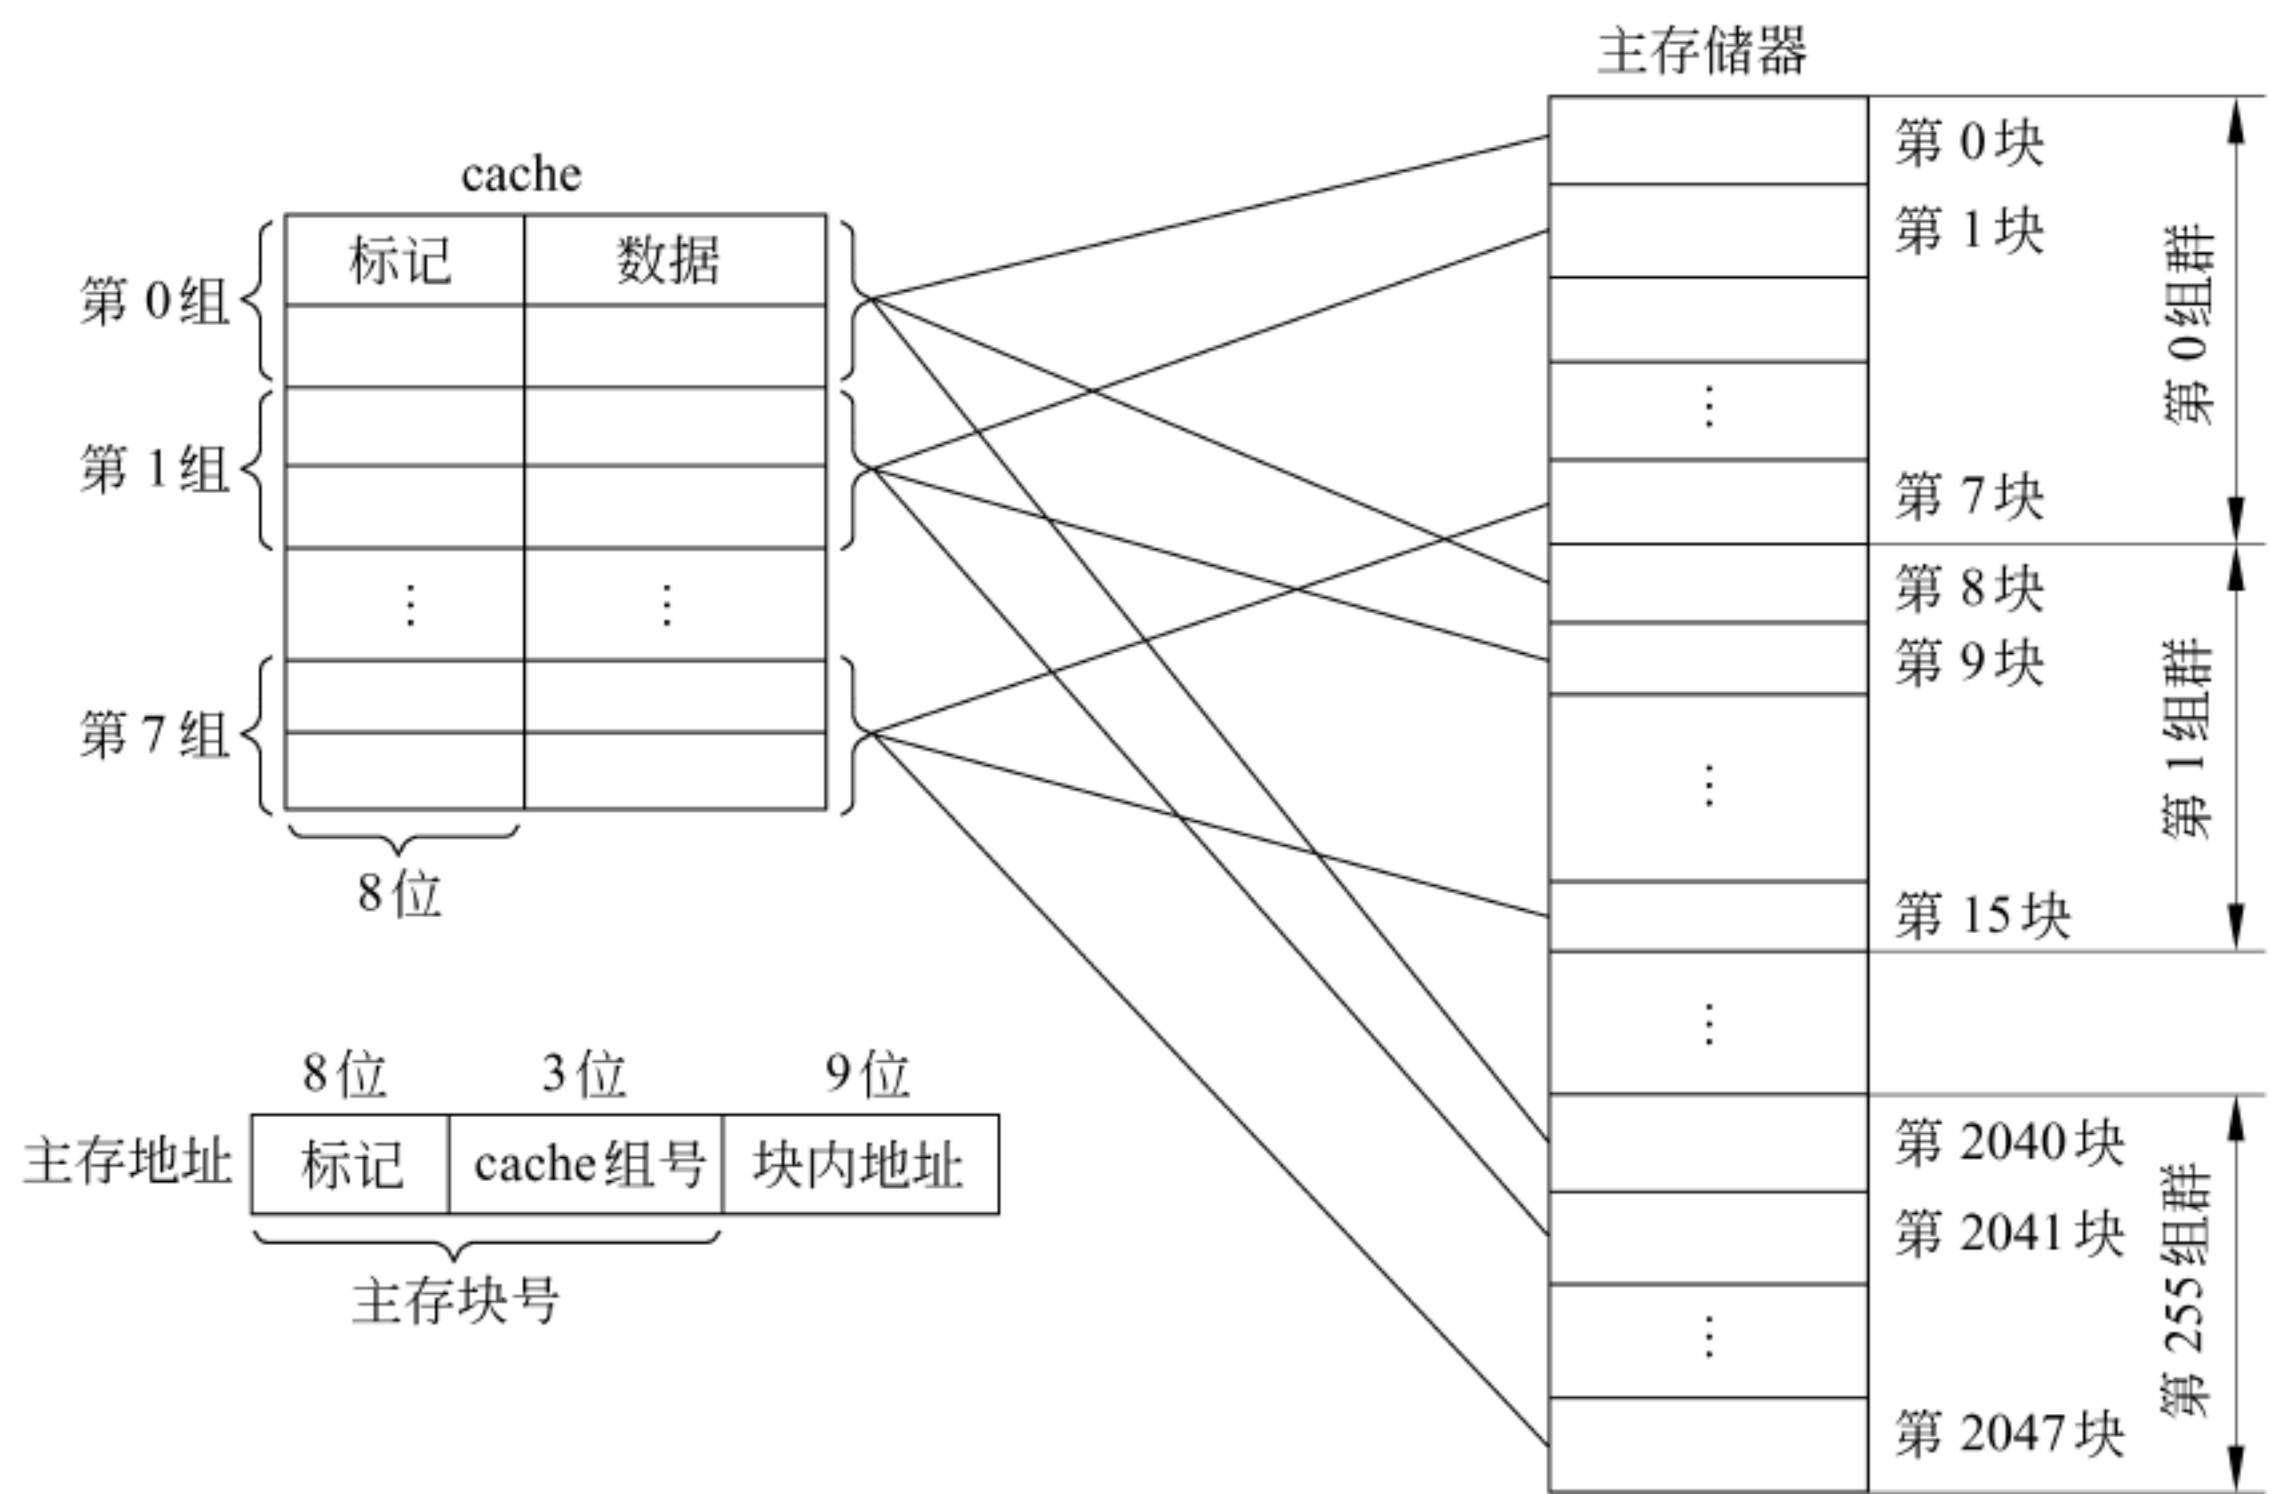 主存储器
cache
标记 数据
第 0 组
第 1 组
⋮ ⋮
第 7 组
8 位
8 位 3 位 9 位
主存地址 标记 cache组号 块内地址
主存块号
第 0 块
第 1 块
⋮
第 7 块
第 0 组群
第 8 块
第 9 块
⋮
第 15 块
第 1 组群
⋮
第 2040 块
第 2041 块
⋮
第 2047 块
第 255 组群